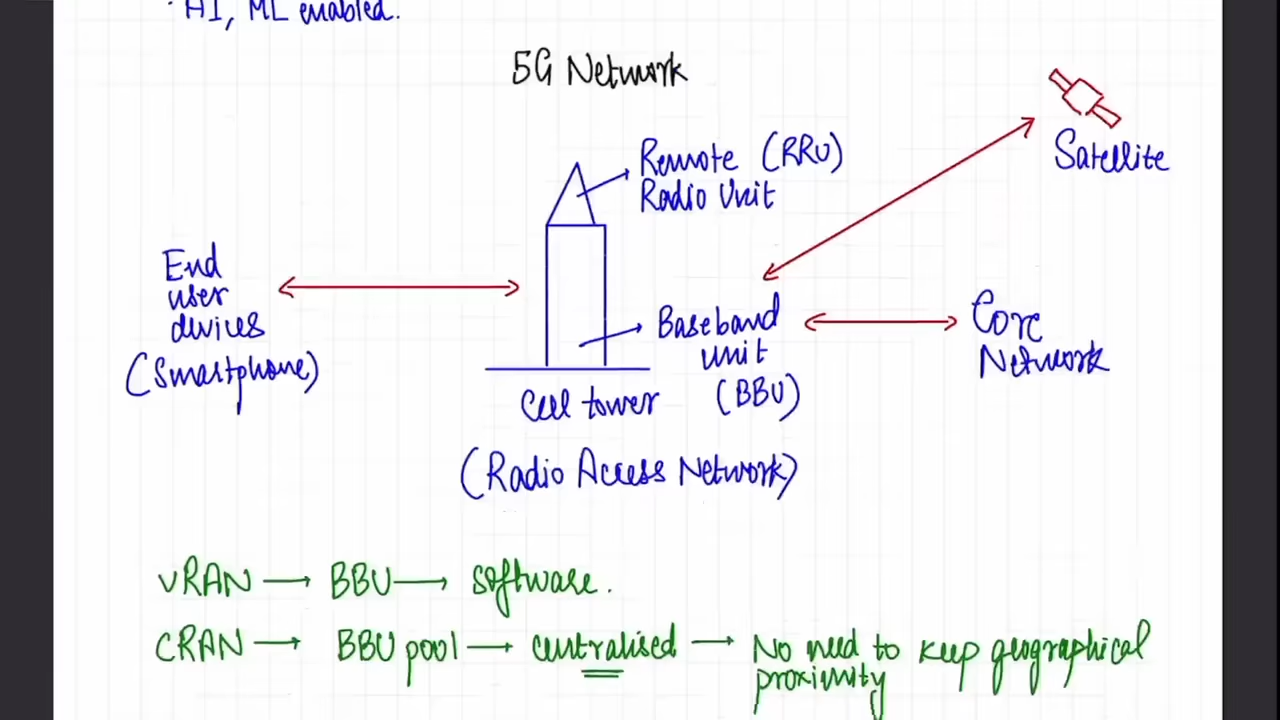 · AI, ML enabled.
5G Network
Remote (RRU)
Radio Unit
Satellite
End
user
devices
(Smartphone)
Baseband
unit
(BBU)
Core
Network
Cell tower
(Radio Access Network)
vRAN → BBU → software.
CRAN → BBU pool → centralised → No need to keep geographical
proximity